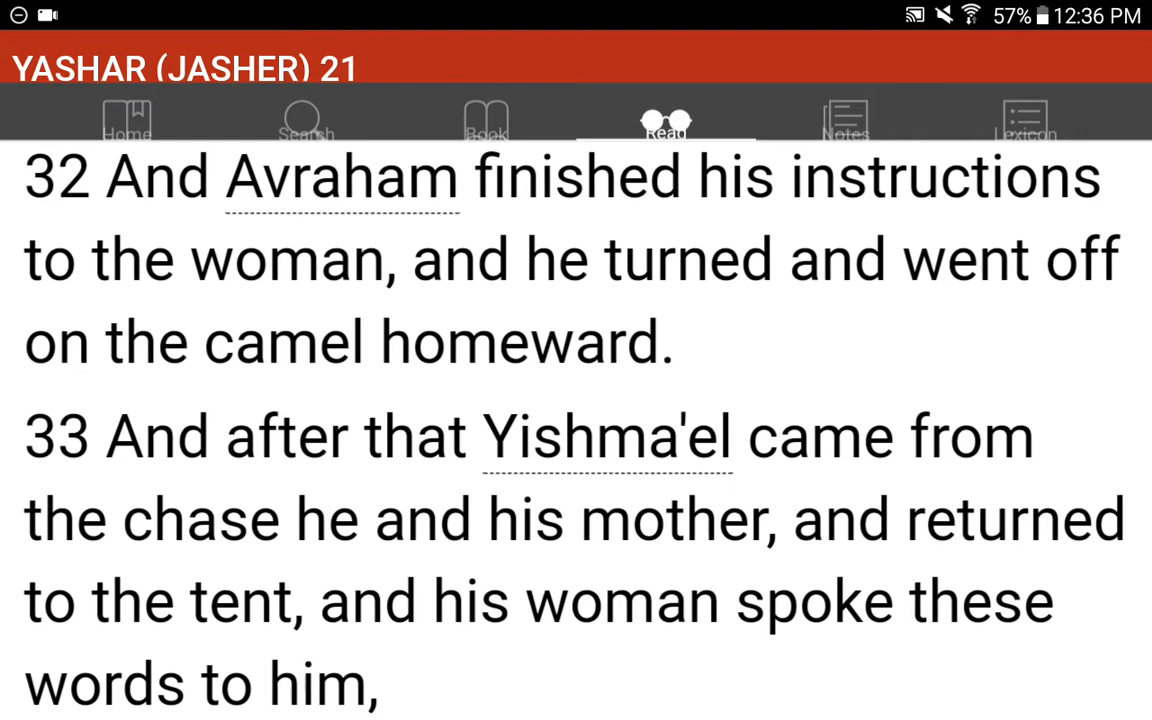 57% 12:36 PM
YASHAR (JASHER) 21
Home Search Book Read Notes Lexicon
32 And Avraham finished his instructions
to the woman, and he turned and went off
on the camel homeward.
33 And after that Yishma'el came from
the chase he and his mother, and returned
to the tent, and his woman spoke these
words to him,